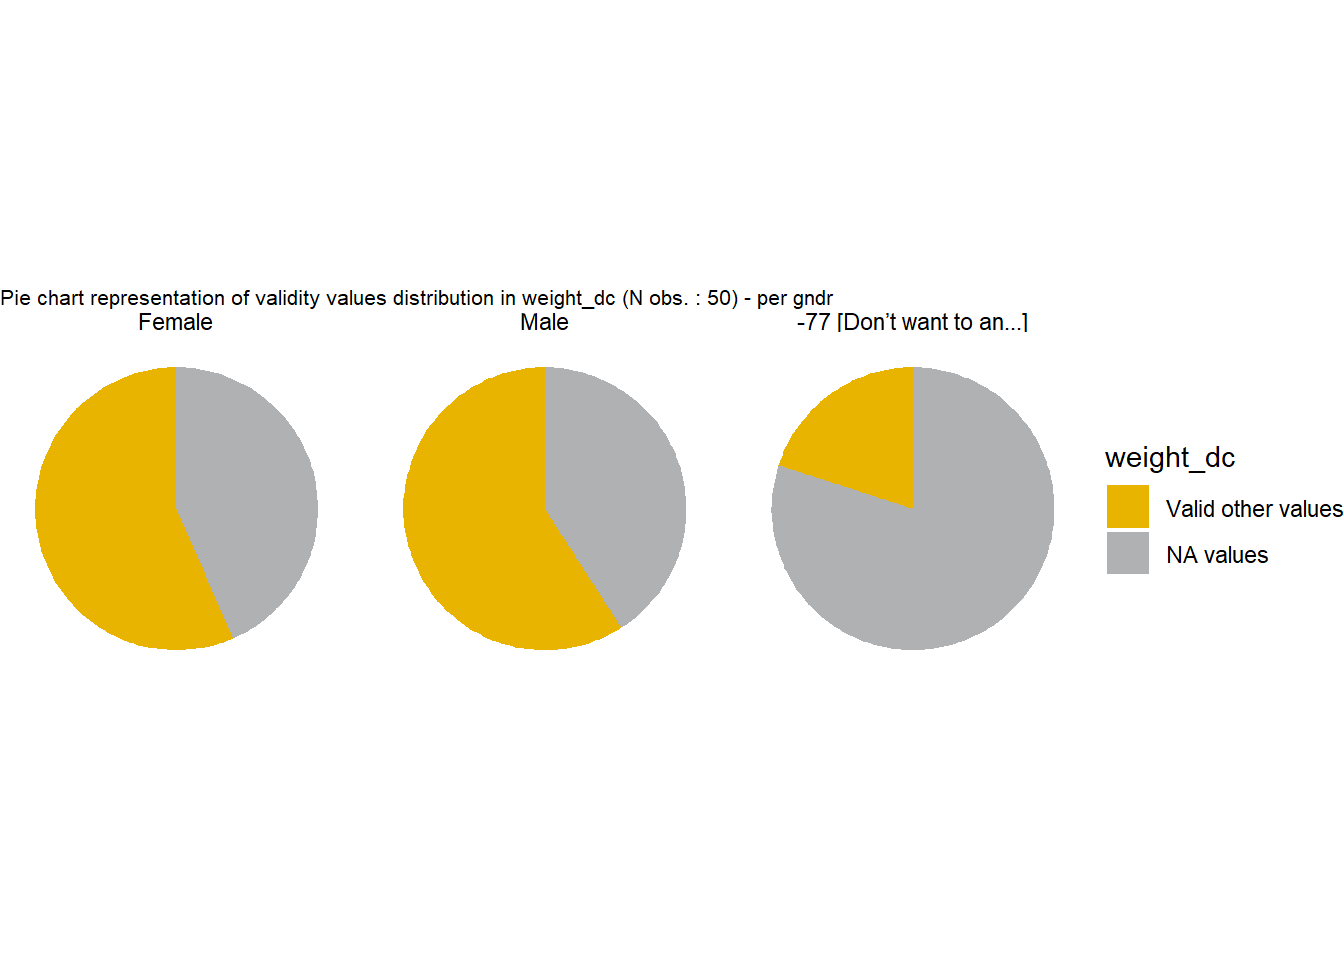 Pie chart representation of validity values distribution in weight_dc (N obs. : 50) - per gndr
Female
Male
-77 [Don’t want to an...]
weight_dc
Valid other values
NA values